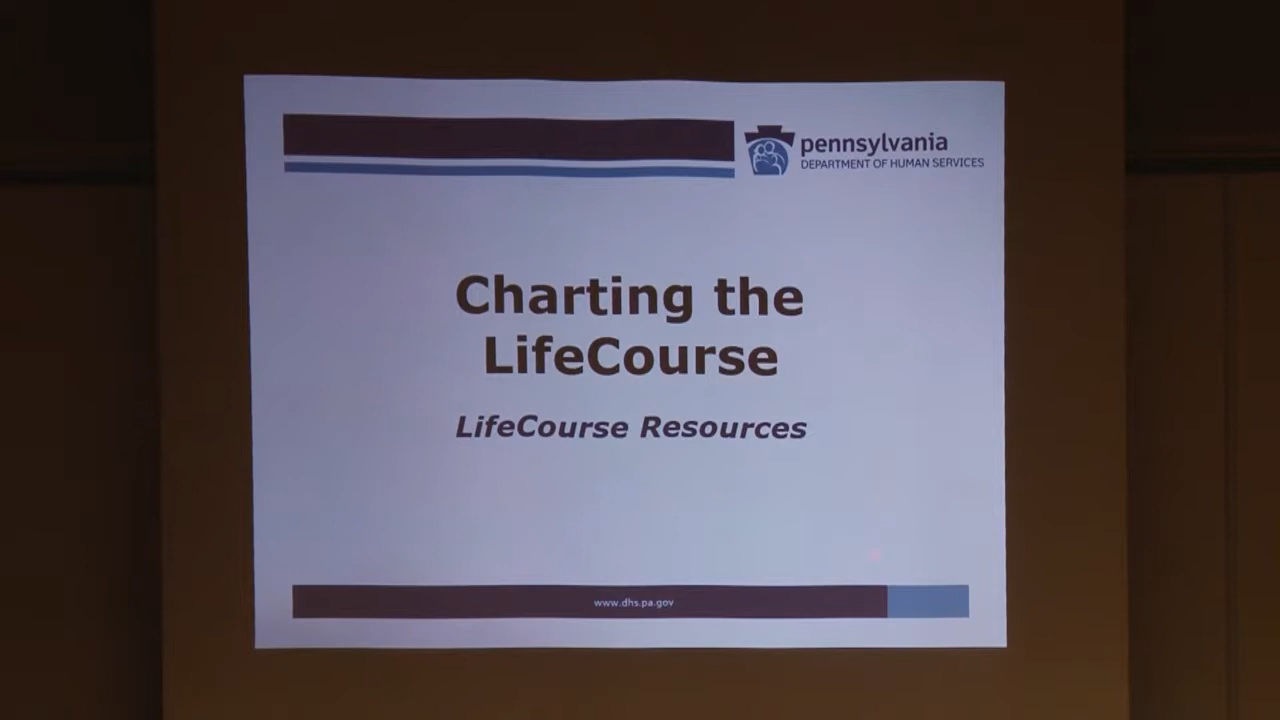 pennsylvania
DEPARTMENT OF HUMAN SERVICES
Charting the
LifeCourse
LifeCourse Resources
www.dhs.pa.gov